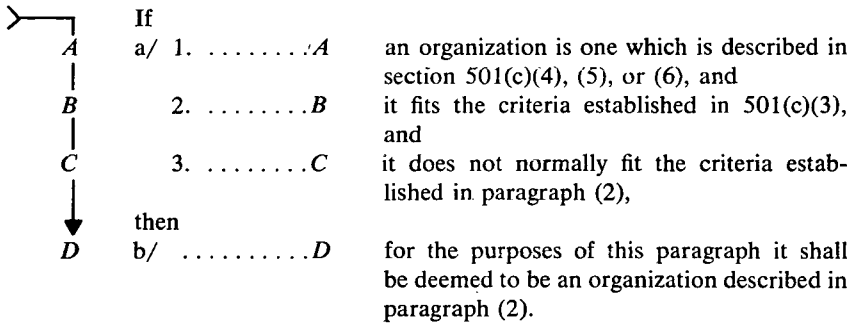 If
A a/ 1. . . . . . . . .A an organization is one which is described in
section 501(c)(4), (5), or (6), and
B 2. . . . . . . . .B it fits the criteria established in 501(c)(3),
and
C 3. . . . . . . . .C it does not normally fit the criteria estab-
lished in paragraph (2),
then
D b/ . . . . . . . . . .D for the purposes of this paragraph it shall
be deemed to be an organization described in
paragraph (2).